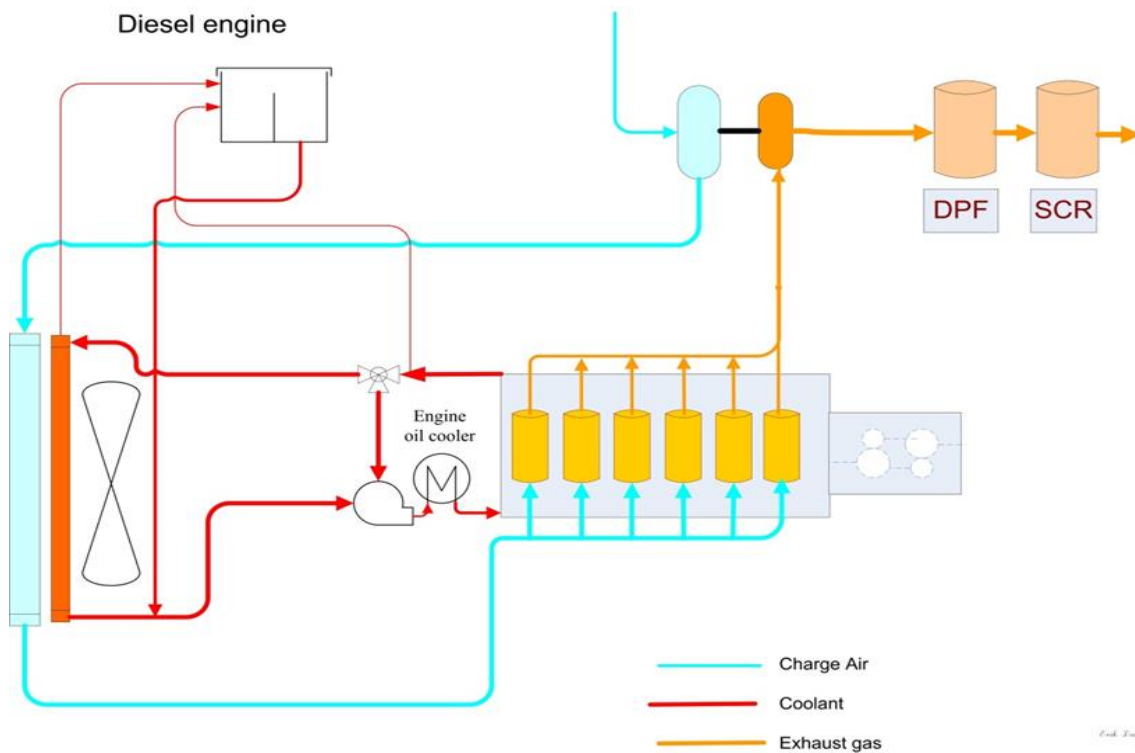 Diesel engine
DPF
SCR
Engine
oil cooler
Charge Air
Coolant
Exhaust gas